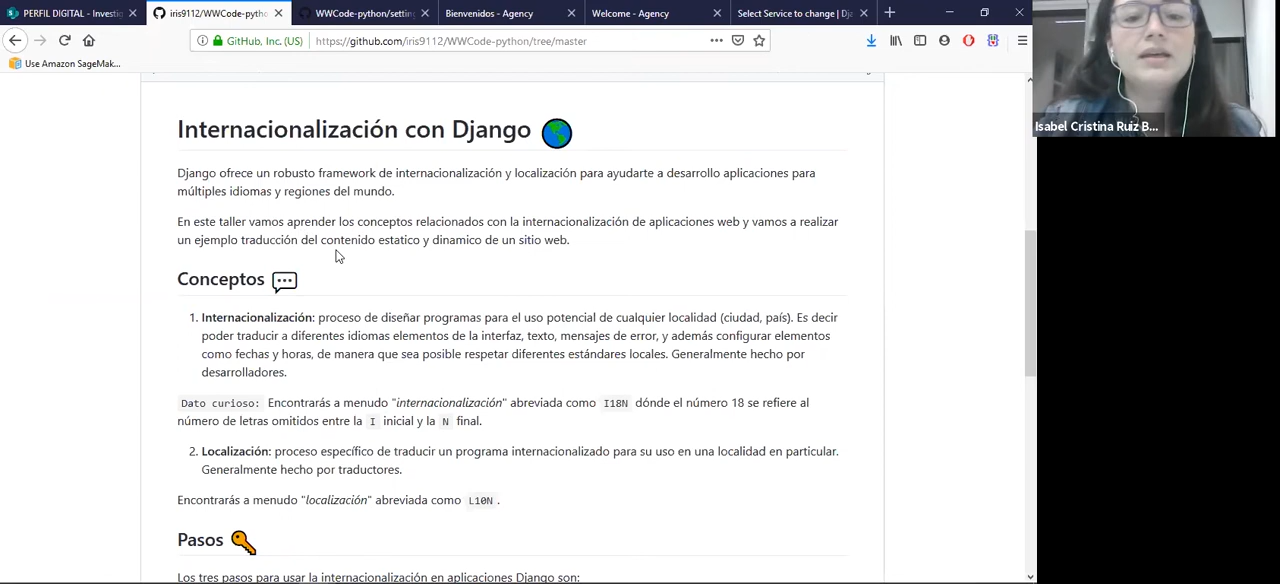 PERFIL DIGITAL - Investig
iris9112/WWCode-pytho
WWCode-python/settin
Bienvenidos - Agency
Welcome - Agency
Select Service to change | Dj
GitHub, Inc. (US)
https://github.com/iris9112/WWCode-python/tree/master
Use Amazon SageMak...
Isabel Cristina Ruiz B...
Internacionalización con Django
Django ofrece un robusto framework de internacionalización y localización para ayudarte a desarrollo aplicaciones para
múltiples idiomas y regiones del mundo.
En este taller vamos aprender los conceptos relacionados con la internacionalización de aplicaciones web y vamos a realizar
un ejemplo traducción del contenido estatico y dinamico de un sitio web.
Conceptos
1. Internacionalización: proceso de diseñar programas para el uso potencial de cualquier localidad (ciudad, país). Es decir
poder traducir a diferentes idiomas elementos de la interfaz, texto, mensajes de error, y además configurar elementos
como fechas y horas, de manera que sea posible respetar diferentes estándares locales. Generalmente hecho por
desarrolladores.
Dato curioso: Encontrarás a menudo "internacionalización" abreviada como I18N dónde el número 18 se refiere al
número de letras omitidos entre la I inicial y la N final.
2. Localización: proceso específico de traducir un programa internacionalizado para su uso en una localidad en particular.
Generalmente hecho por traductores.
Encontrarás a menudo "localización" abreviada como L10N.
Pasos
Los tres pasos para usar la internacionalización en aplicaciones Django son: